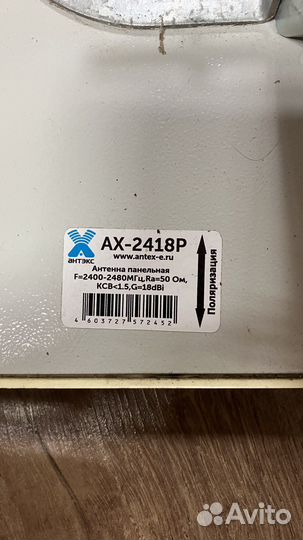 АНТЭКС
AX-2418P
www.antex-e.ru
Антенна панельная
F=2400-2480МГц,Ra=50 Ом,
КСВ<1.5,G=18dBi
4603727572452
Поляризация
Avito